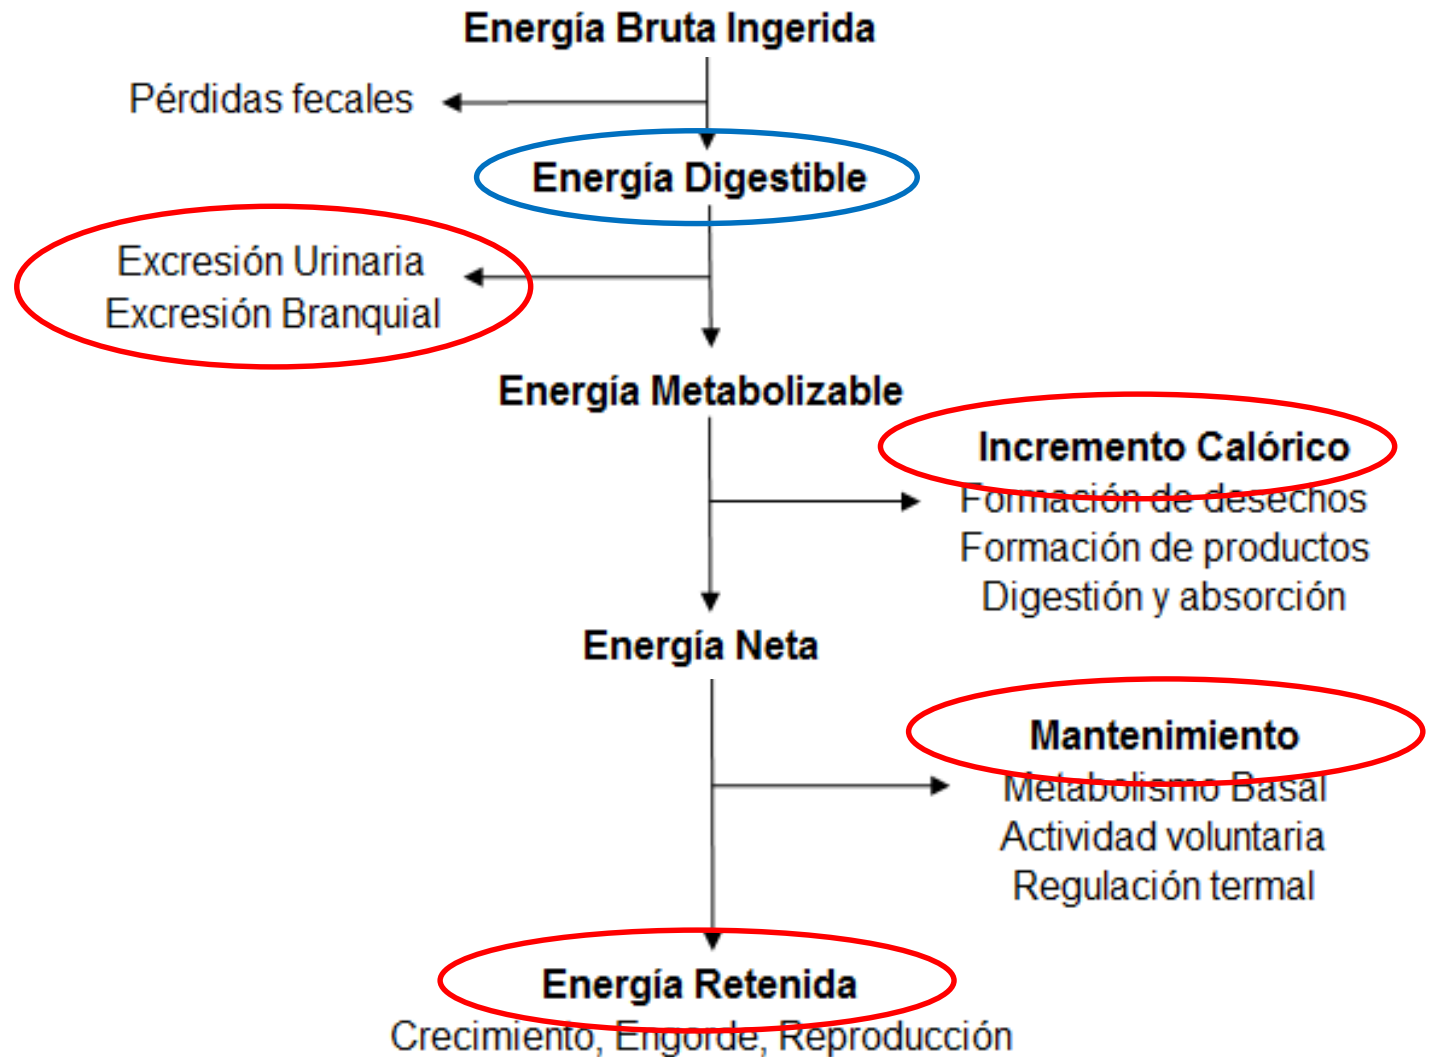 Energía Bruta Ingerida
Pérdidas fecales
Energía Digestible
Excresión Urinaria
Excresión Branquial
Energía Metabolizable
Incremento Calórico
Formación de desechos
Formación de productos
Digestión y absorción
Energía Neta
Mantenimiento
Metabolismo Basal
Actividad voluntaria
Regulación termal
Energía Retenida
Crecimiento, Engorde, Reproducción